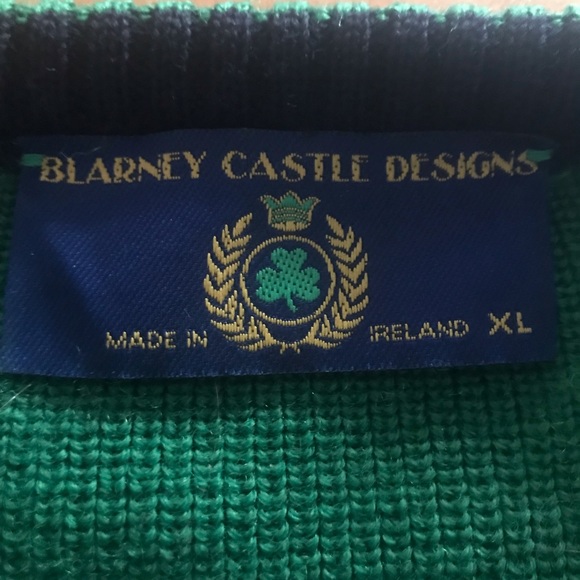 BLARNEY CASTLE DESIGNS
MADE IN IRELAND XL